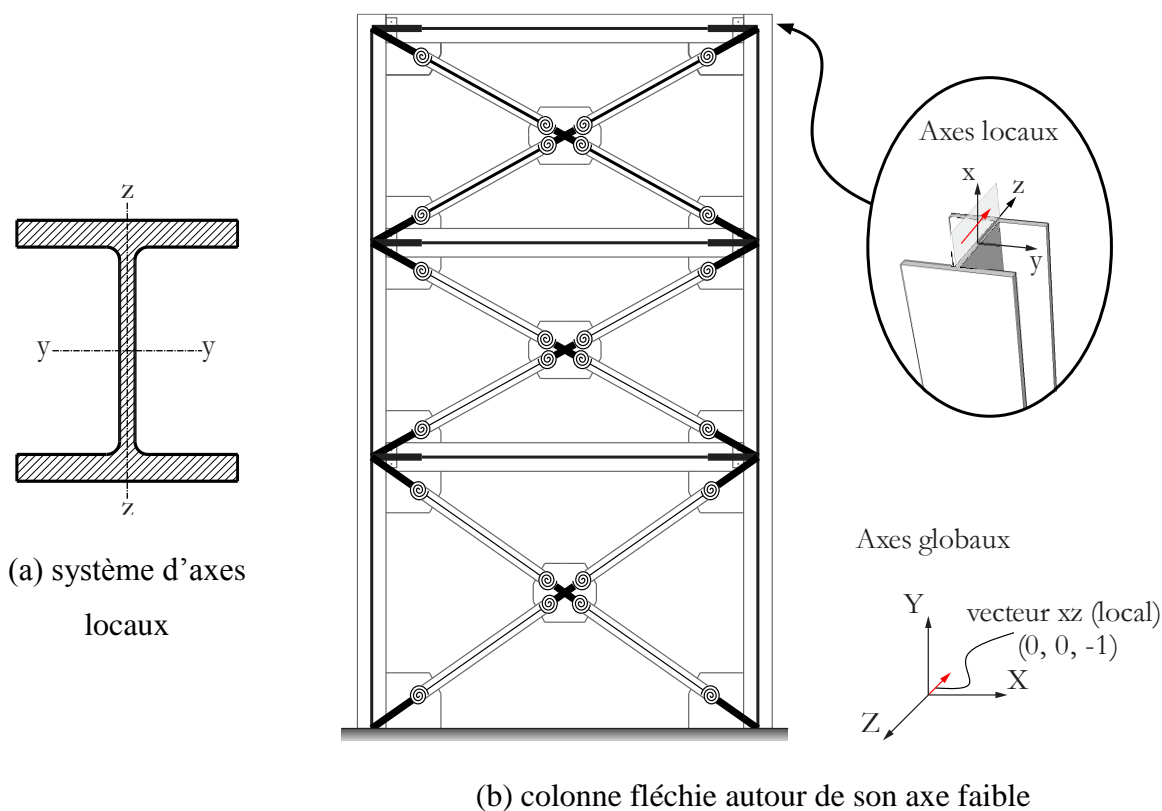 z
y
y
z
(a) système d’axes
locaux
Axes locaux
x
z
y
Axes globaux
Y
vecteur xz (local)
(0, 0, -1)
X
Z
(b) colonne fléchie autour de son axe faible